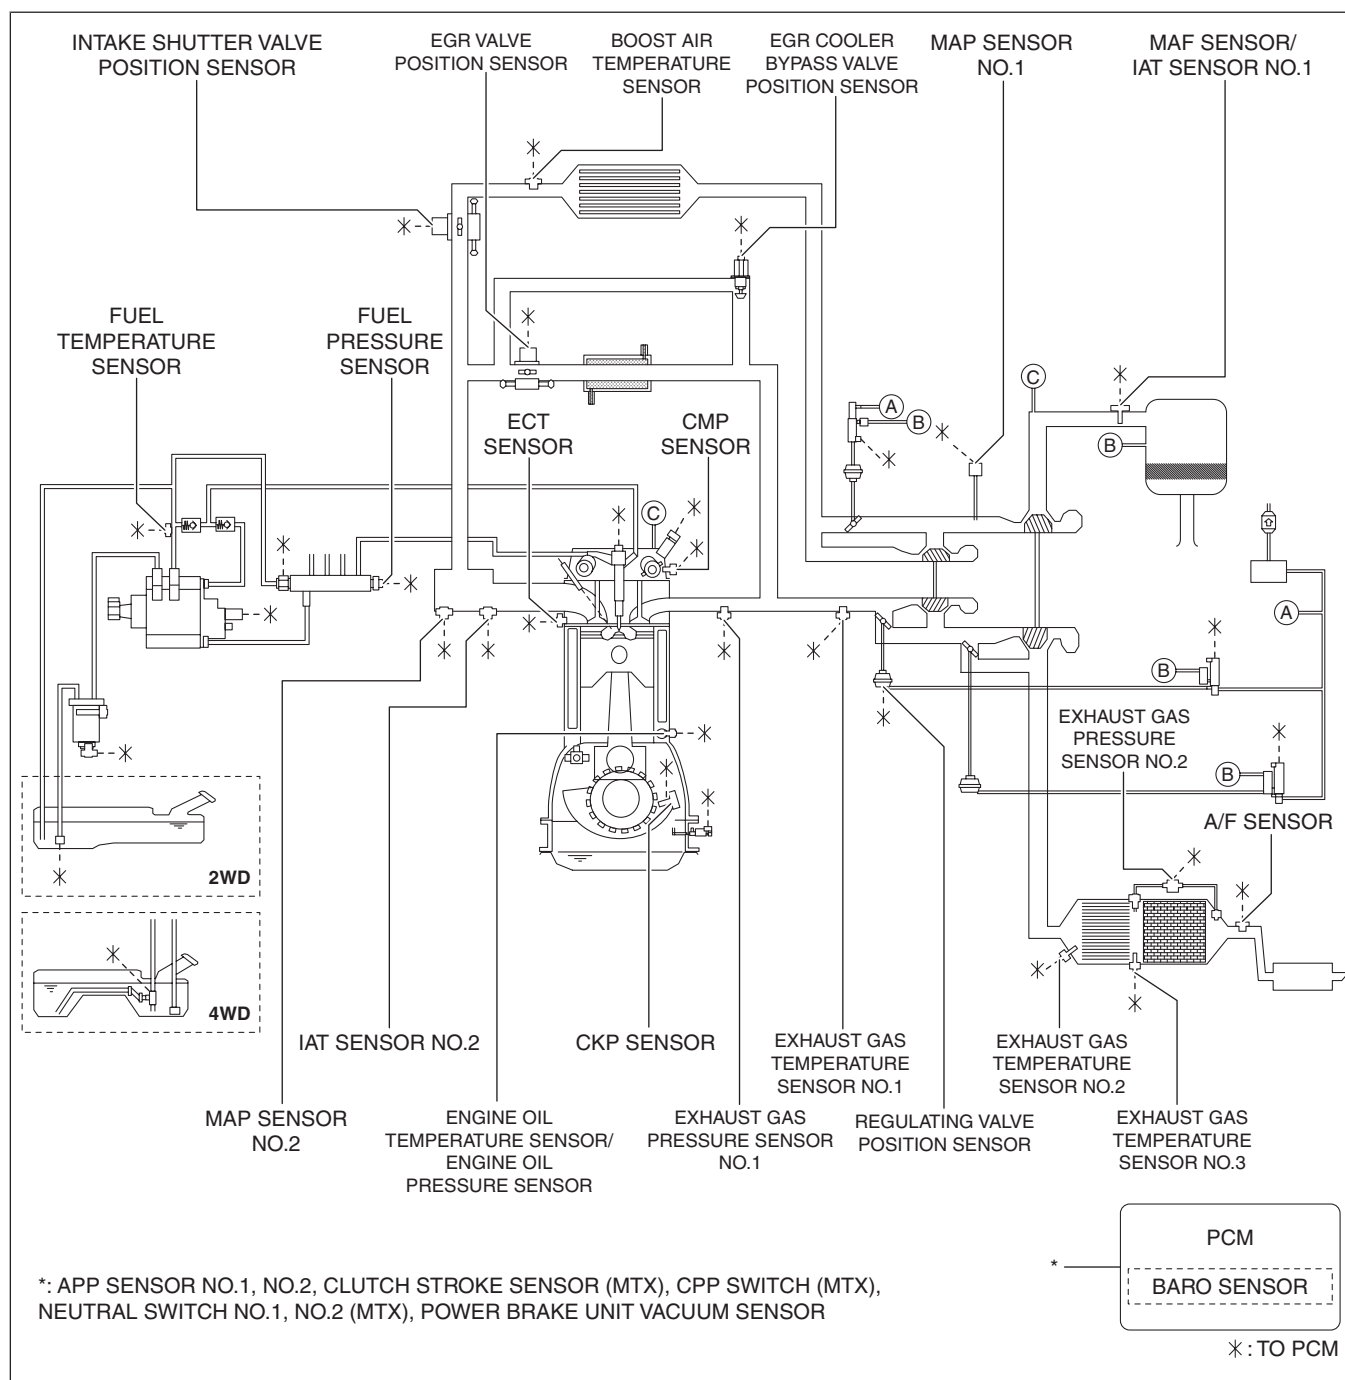 INTAKE SHUTTER VALVE
POSITION SENSOR
EGR VALVE
POSITION SENSOR
BOOST AIR
TEMPERATURE
SENSOR
EGR COOLER
BYPASS VALVE
POSITION SENSOR
MAP SENSOR
NO.1
MAF SENSOR/
IAT SENSOR NO.1
FUEL
TEMPERATURE
SENSOR
FUEL
PRESSURE
SENSOR
ECT
SENSOR
CMP
SENSOR
A
B
C
B
C
A
B
B
EXHAUST GAS
PRESSURE
SENSOR NO.2
A/F SENSOR
2WD
4WD
IAT SENSOR NO.2
CKP SENSOR
EXHAUST GAS
TEMPERATURE
SENSOR NO.1
EXHAUST GAS
TEMPERATURE
SENSOR NO.2
MAP SENSOR
NO.2
ENGINE OIL
TEMPERATURE SENSOR/
ENGINE OIL
PRESSURE SENSOR
EXHAUST GAS
PRESSURE SENSOR
NO.1
REGULATING VALVE
POSITION SENSOR
EXHAUST GAS
TEMPERATURE
SENSOR NO.3
PCM
*
BARO SENSOR
*: APP SENSOR NO.1, NO.2, CLUTCH STROKE SENSOR (MTX), CPP SWITCH (MTX),
NEUTRAL SWITCH NO.1, NO.2 (MTX), POWER BRAKE UNIT VACUUM SENSOR
: TO PCM